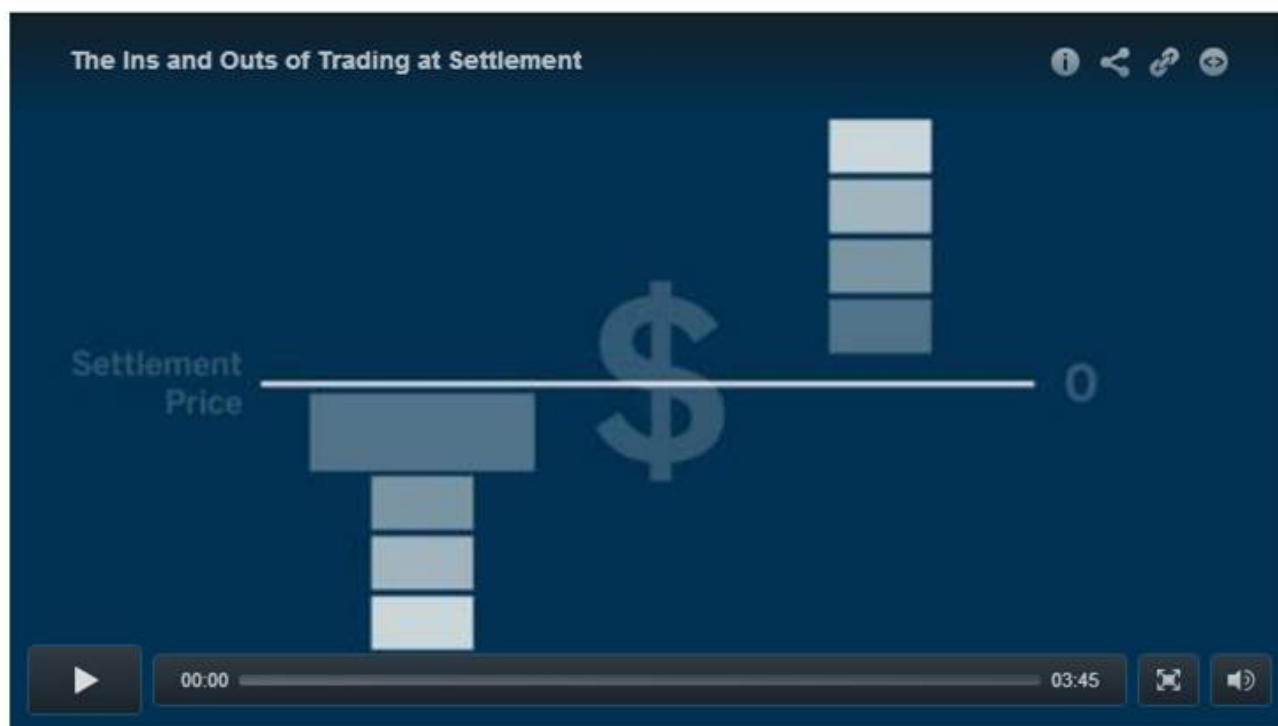 The Ins and Outs of Trading at Settlement
Settlement
Price
$
0
00:00
03:45